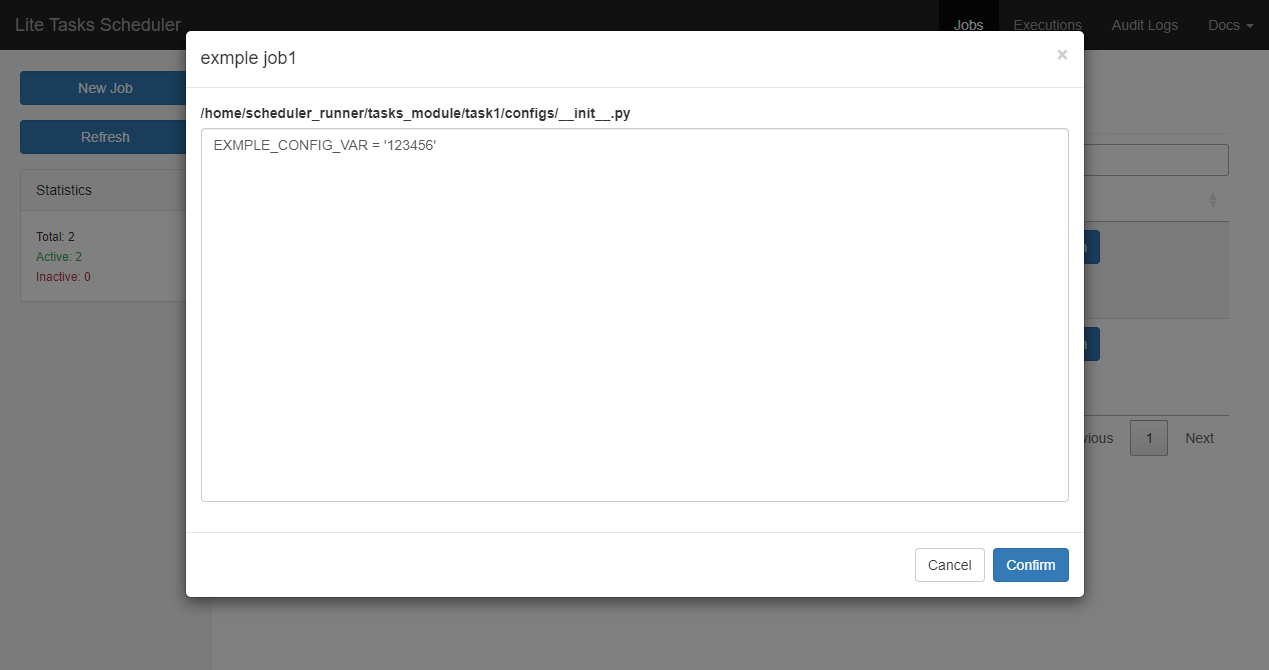 Lite Tasks Scheduler
Jobs
Executions
Audit Logs
Docs
exmple job1
×
New Job
Refresh
Statistics
Total: 2
Active: 2
Inactive: 0
/home/scheduler_runner/tasks_module/task1/configs/__init__.py
EXMPLE_CONFIG_VAR = '123456'
1
Next
Cancel
Confirm